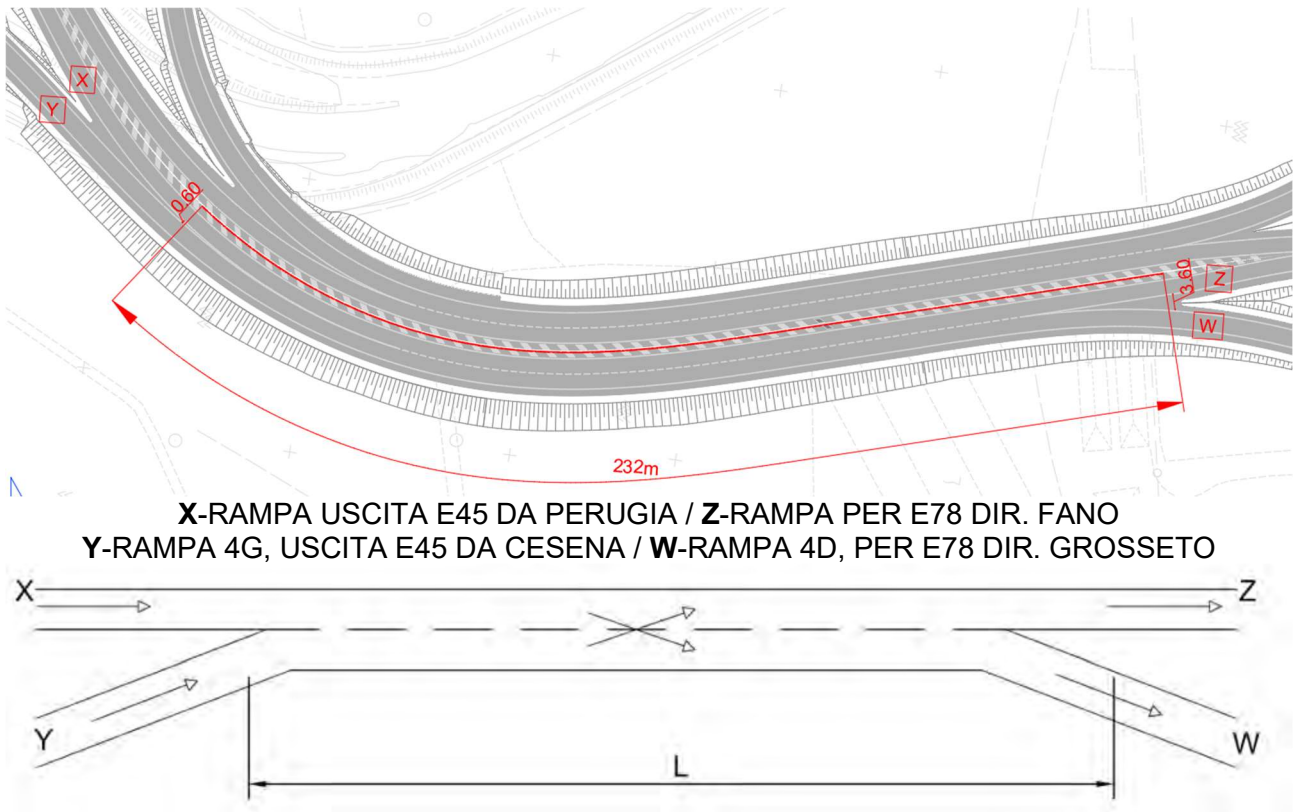 X
Y
0.60
3.60
Z
W
232m
X-RAMPA USCITA E45 DA PERUGIA / Z-RAMPA PER E78 DIR. FANO
Y-RAMPA 4G, USCITA E45 DA CESENA / W-RAMPA 4D, PER E78 DIR. GROSSETO
X
Z
Y
W
L